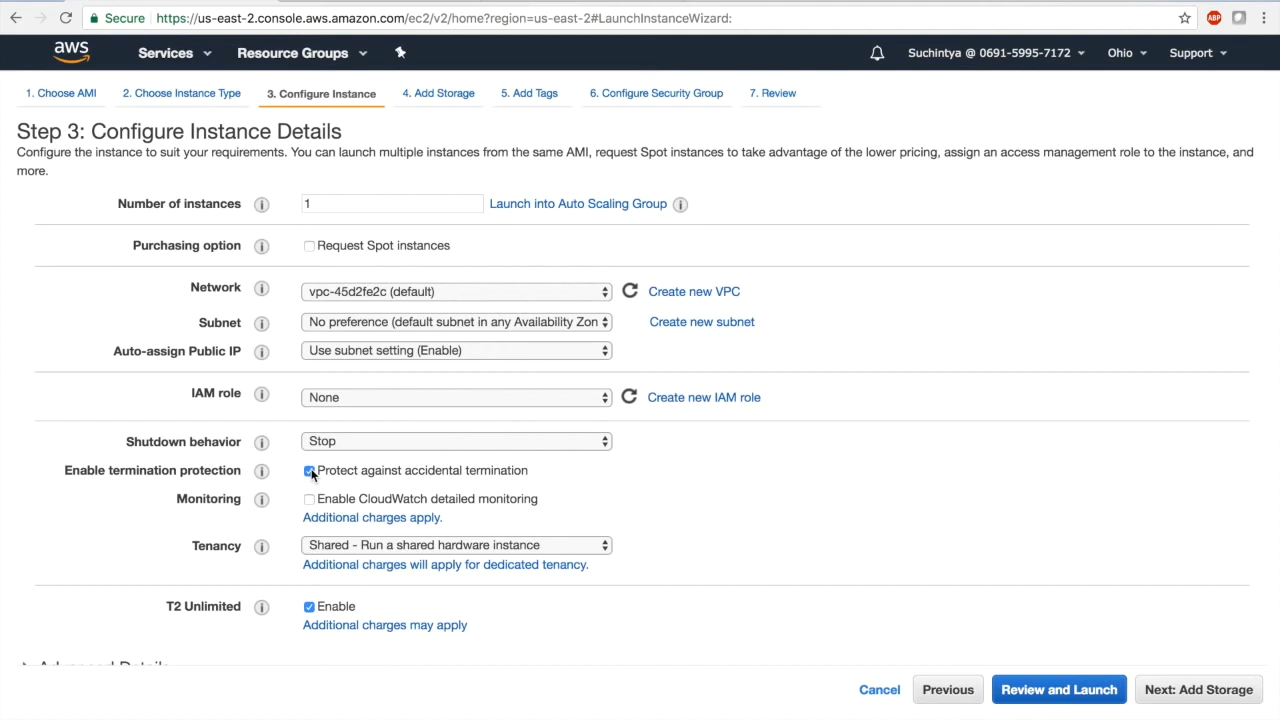 Secure https://us-east-2.console.aws.amazon.com/ec2/v2/home?region=us-east-2#LaunchInstanceWizard: ABP
aws Services Resource Groups Suchintya @ 0691-5995-7172 Ohio Support
1. Choose AMI 2. Choose Instance Type 3. Configure Instance 4. Add Storage 5. Add Tags 6. Configure Security Group 7. Review
Step 3: Configure Instance Details
Configure the instance to suit your requirements. You can launch multiple instances from the same AMI, request Spot instances to take advantage of the lower pricing, assign an access management role to the instance, and
more.
Number of instances i 1 Launch into Auto Scaling Group i
Purchasing option i Request Spot instances
Network i vpc-45d2fe2c (default) Create new VPC
Subnet i No preference (default subnet in any Availability Zon Create new subnet
Auto-assign Public IP i Use subnet setting (Enable)
IAM role i None Create new IAM role
Shutdown behavior i Stop
Enable termination protection i Protect against accidental termination
Monitoring i Enable CloudWatch detailed monitoring
Additional charges apply.
Tenancy i Shared - Run a shared hardware instance
Additional charges will apply for dedicated tenancy.
T2 Unlimited i Enable
Additional charges may apply
Advanced Details
Cancel Previous Review and Launch Next: Add Storage